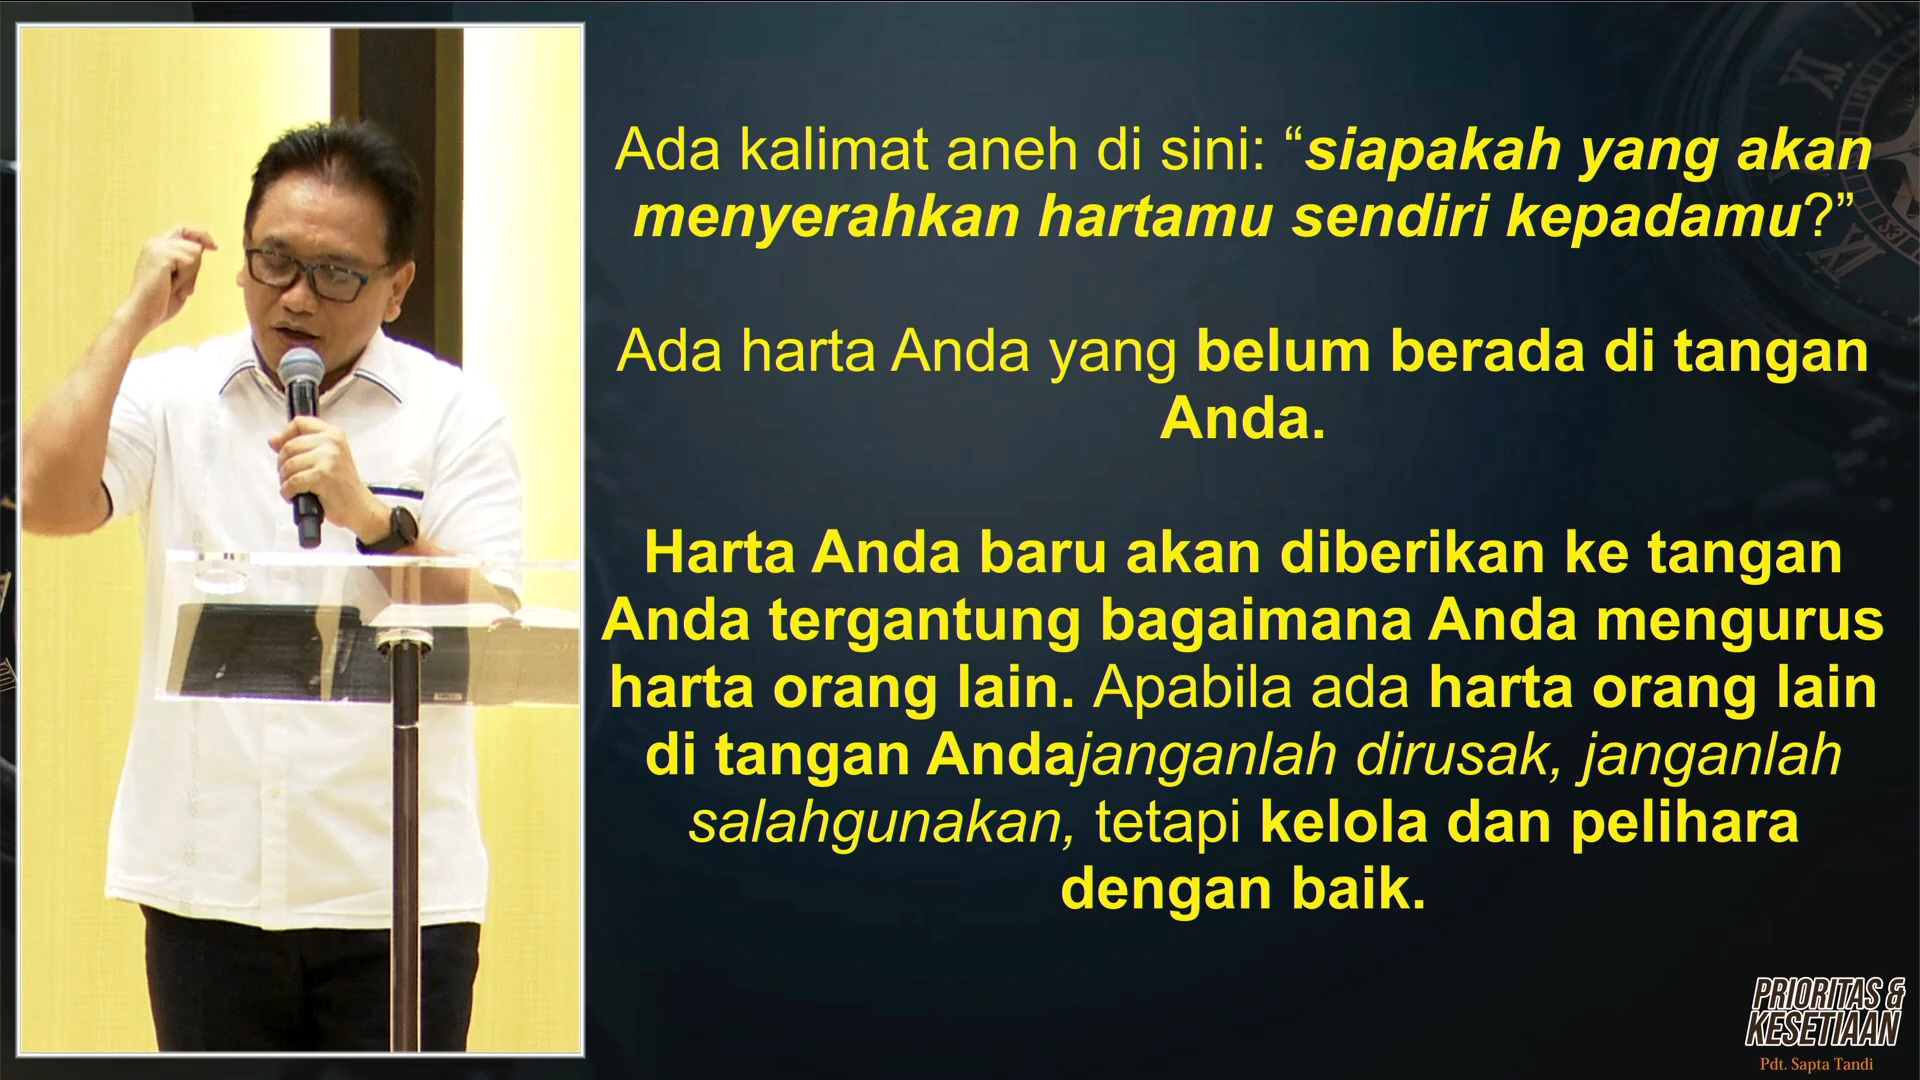 Ada kalimat aneh di sini: “siapakah yang akan
menyerahkan hartamu sendiri kepadamu?”
Ada harta Anda yang belum berada di tangan
Anda.
Harta Anda baru akan diberikan ke tangan
Anda tergantung bagaimana Anda mengurus
harta orang lain. Apabila ada harta orang lain
di tangan Andajanganlah dirusak, janganlah
salahgunakan, tetapi kelola dan pelihara
dengan baik.
PRIORITAS &
KESETIAAN
Pdt. Sapta Tandi